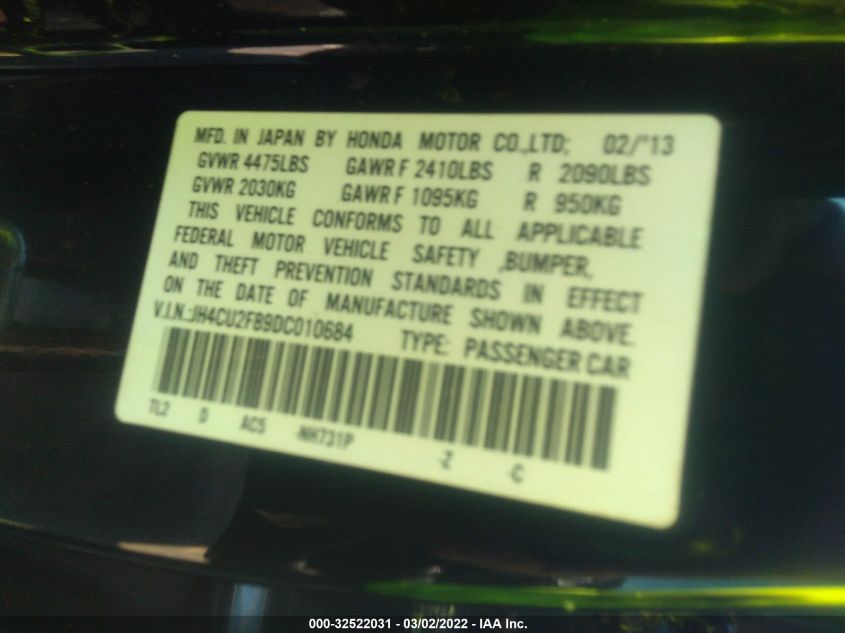 MFD. IN JAPAN BY HONDA MOTOR CO.,LTD; 02/'13
GVWR 4475LBS GAWR F 2410LBS R 2090LBS
GVWR 2030KG GAWR F 1095KG R 950KG
THIS VEHICLE CONFORMS TO ALL APPLICABLE
FEDERAL MOTOR VEHICLE SAFETY ,BUMPER,
AND THEFT PREVENTION STANDARDS IN EFFECT
ON THE DATE OF MANUFACTURE SHOWN ABOVE.
V.I.N.:JH4CU2F89DC010684 TYPE: PASSENGER CAR
TL2 D AC5 -NH731P -Z -C
000-32522031 - 03/02/2022 - IAA Inc.